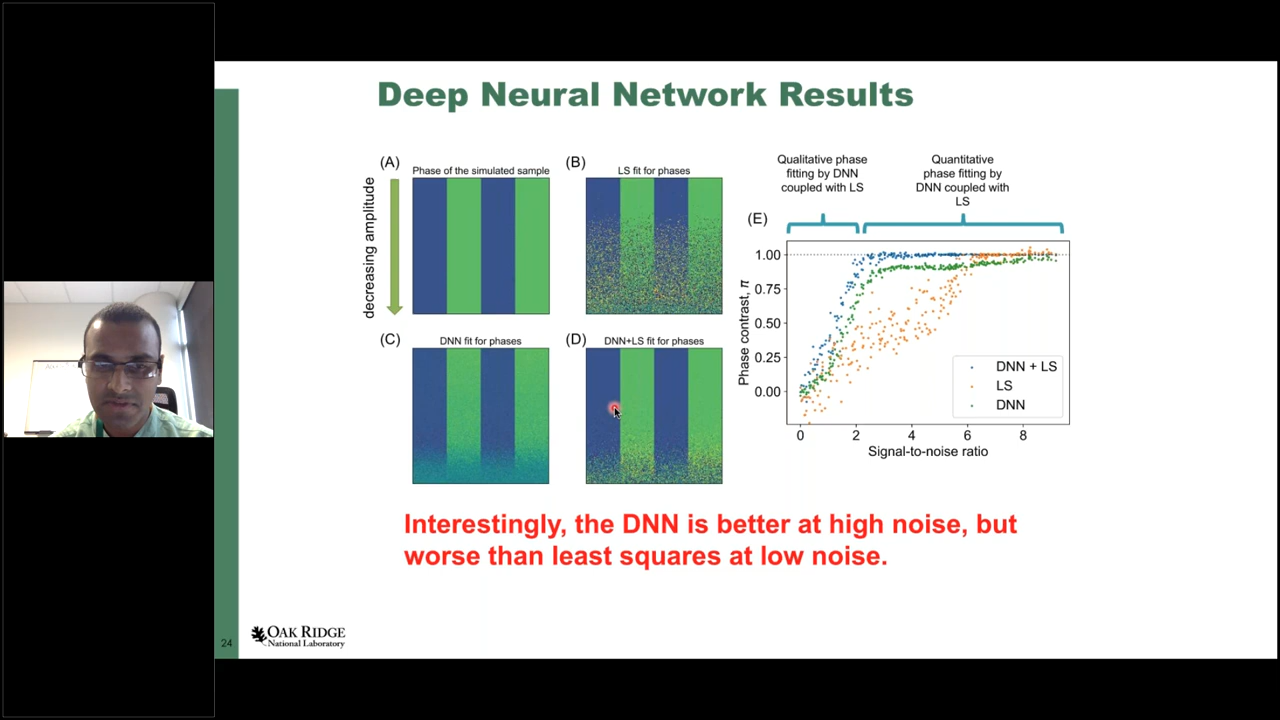 Deep Neural Network Results
(A)
Phase of the simulated sample
(B)
LS fit for phases
decreasing amplitude
(C)
DNN fit for phases
(D)
DNN+LS fit for phases
Qualitative phase
fitting by DNN
coupled with LS
Quantitative
phase fitting by
DNN coupled with
LS
(E)
Phase contrast, π
1.00
0.75
0.50
0.25
0.00
DNN + LS
LS
DNN
0
2
4
6
8
Signal-to-noise ratio
Interestingly, the DNN is better at high noise, but
worse than least squares at low noise.
24
OAK RIDGE
National Laboratory